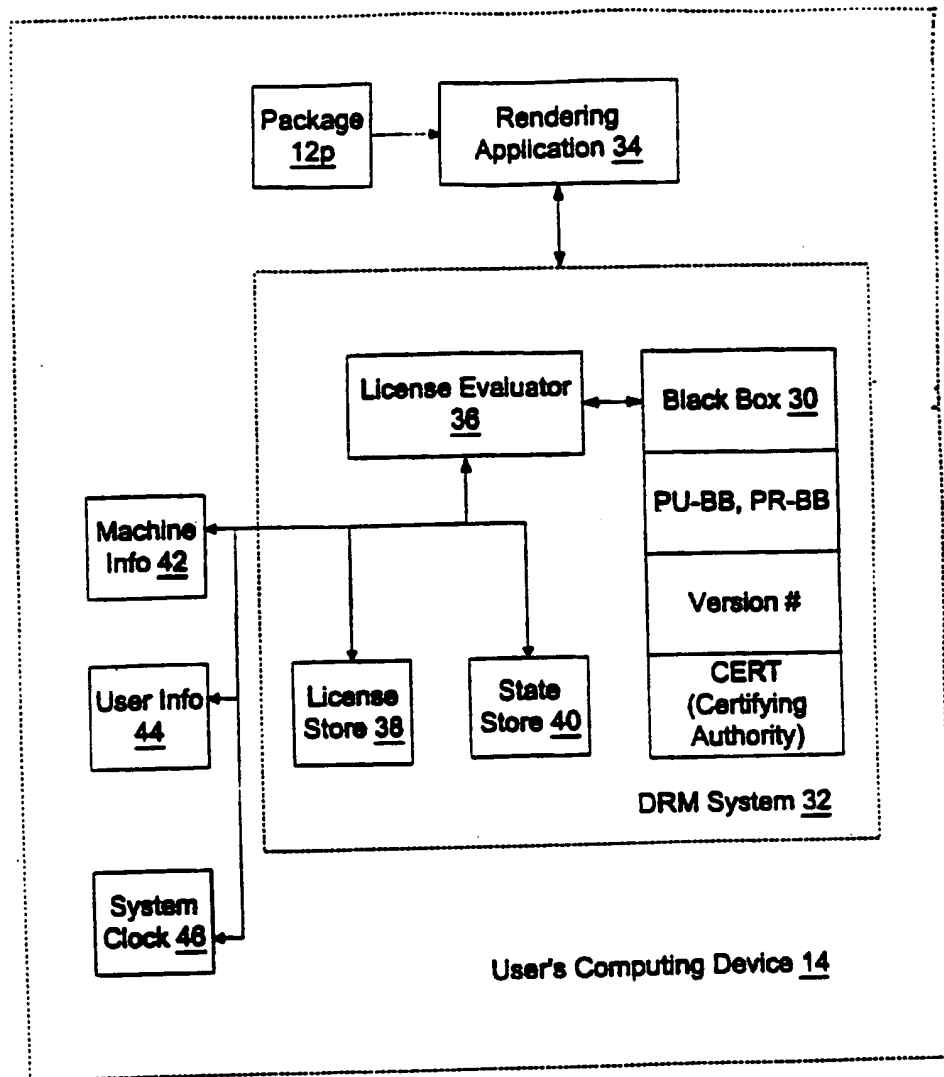 Package
12p
Rendering
Application 34
License Evaluator
36
Black Box 30
PU-BB, PR-BB
Version #
CERT
(Certifying
Authority)
Machine
Info 42
User Info
44
License
Store 38
State
Store 40
DRM System 32
System
Clock 46
User's Computing Device 14